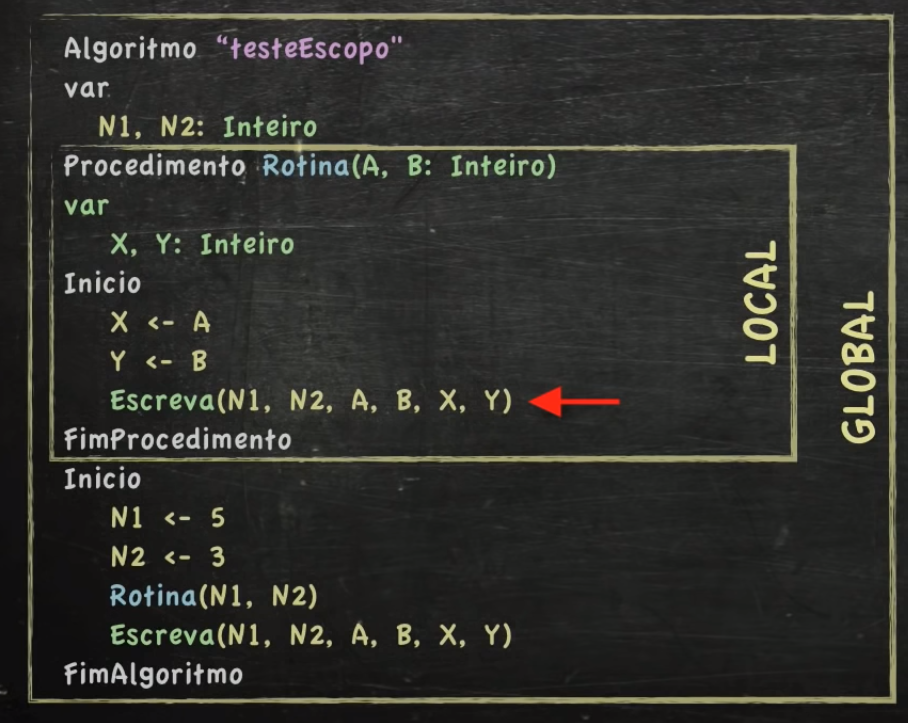 Algoritmo "testeEscopo"
var
N1, N2: Inteiro
Procedimento Rotina(A, B: Inteiro)
var
X, Y: Inteiro
Inicio
X <- A
Y <- B
Escreva(N1, N2, A, B, X, Y)
FimProcedimento
Inicio
N1 <- 5
N2 <- 3
Rotina(N1, N2)
Escreva(N1, N2, A, B, X, Y)
FimAlgoritmo
LOCAL
GLOBAL